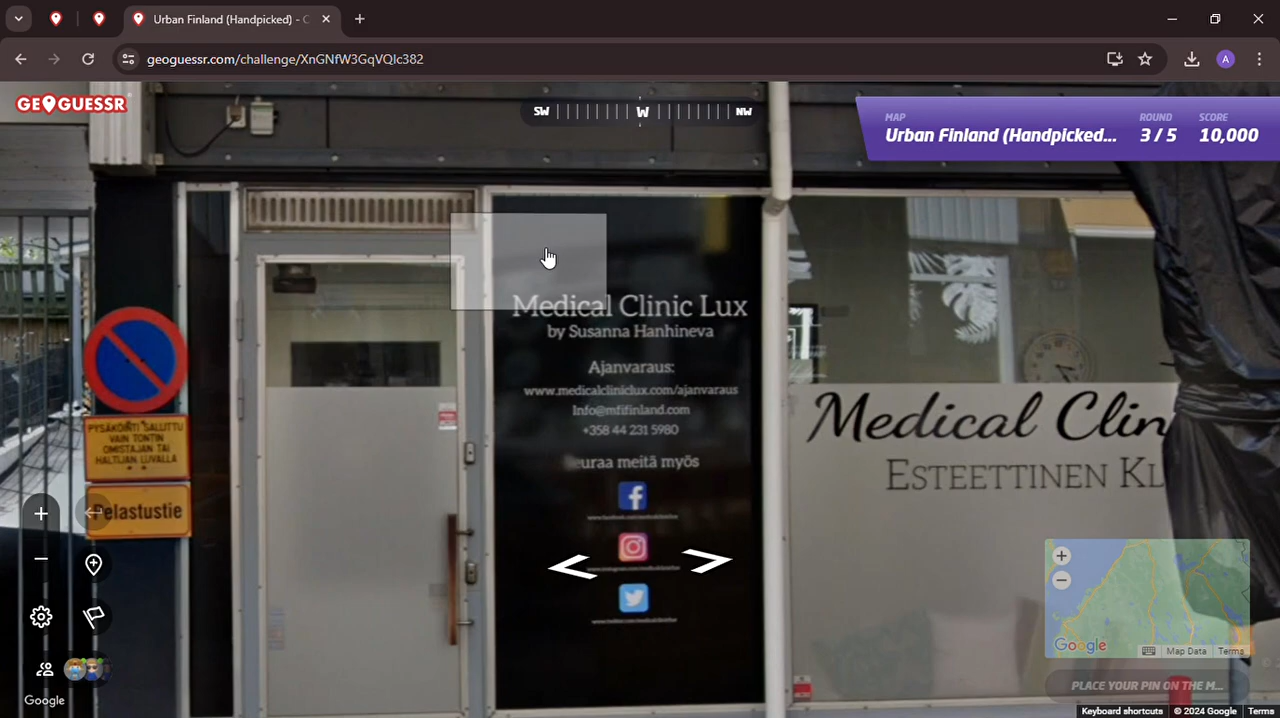 Urban Finland (Handpicked) - C
geoguessr.com/challenge/XnGNfW3GqVQIc382
A
GEOGUESSR
SW
W
NW
MAP
ROUND
SCORE
Urban Finland (Handpicked...
3 / 5
10,000
Medical Clinic Lux
by Susanna Hanhineva
Ajanvaraus:
www.medicalcliniclux.com/ajanvaraus
Info@mfifinland.com
+358 44 231 5980
euraa meitä myös
Medical Clin
ESTEETTINEN KL
PYSÄKÖINTI SALLITTU
VAIN TONTIN
OMISTAJAN TAI
HALTIJAN LUVALLA
Pelastustie
Google
Map Data
Terms
PLACE YOUR PIN ON THE M...
Google
Keyboard shortcuts
© 2024 Google
Terms